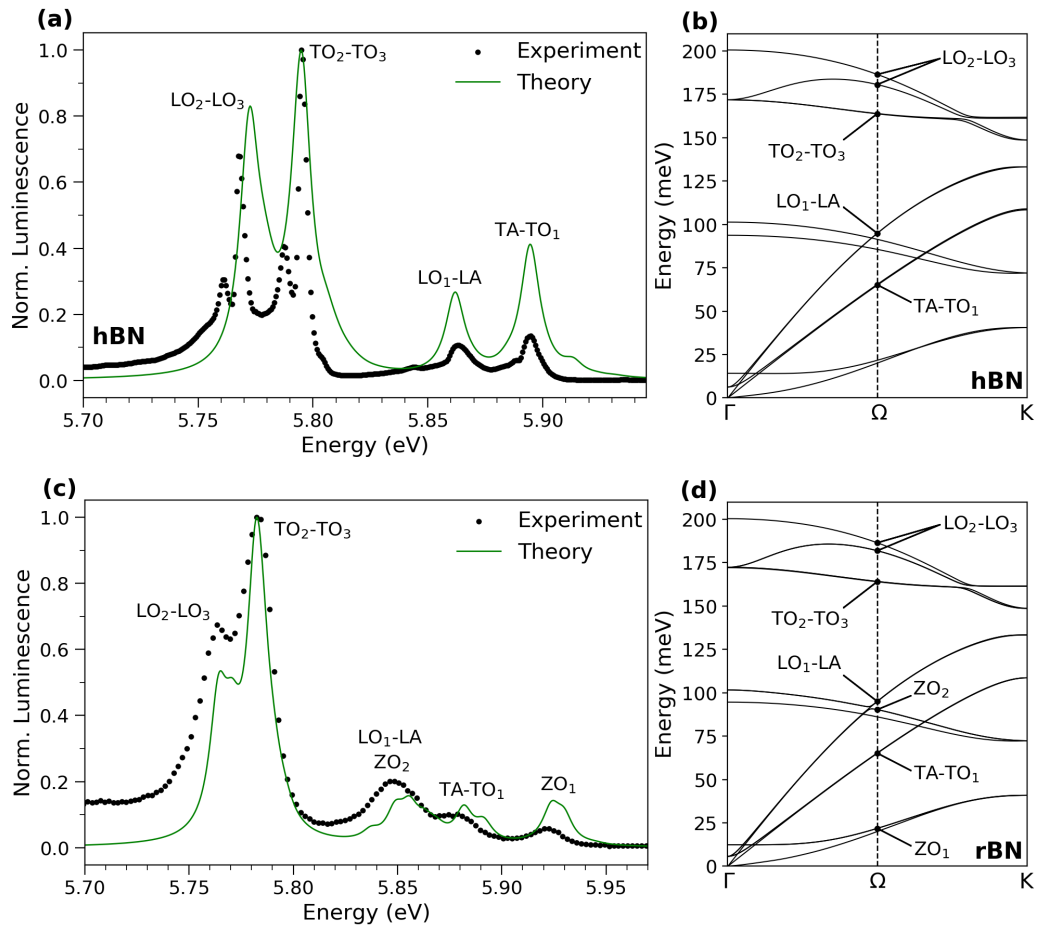 (a)
Norm. Luminescence
1.0
0.8
0.6
0.4
0.2
0.0
TO₂-TO₃
LO₂-LO₃
Experiment
Theory
TA-TO₁
LO₁-LA
hBN
5.70 5.75 5.80 5.85 5.90
Energy (eV)
(b)
Energy (meV)
200
175
150
125
100
75
50
25
0
LO₂-LO₃
TO₂-TO₃
LO₁-LA
TA-TO₁
hBN
Γ Ω K
(c)
Norm. Luminescence
1.0
0.8
0.6
0.4
0.2
0.0
TO₂-TO₃
LO₂-LO₃
Experiment
Theory
LO₁-LA
ZO₂
TA-TO₁
ZO₁
5.70 5.75 5.80 5.85 5.90 5.95
Energy (eV)
(d)
Energy (meV)
200
175
150
125
100
75
50
25
0
LO₂-LO₃
TO₂-TO₃
LO₁-LA
ZO₂
TA-TO₁
ZO₁
rBN
Γ Ω K